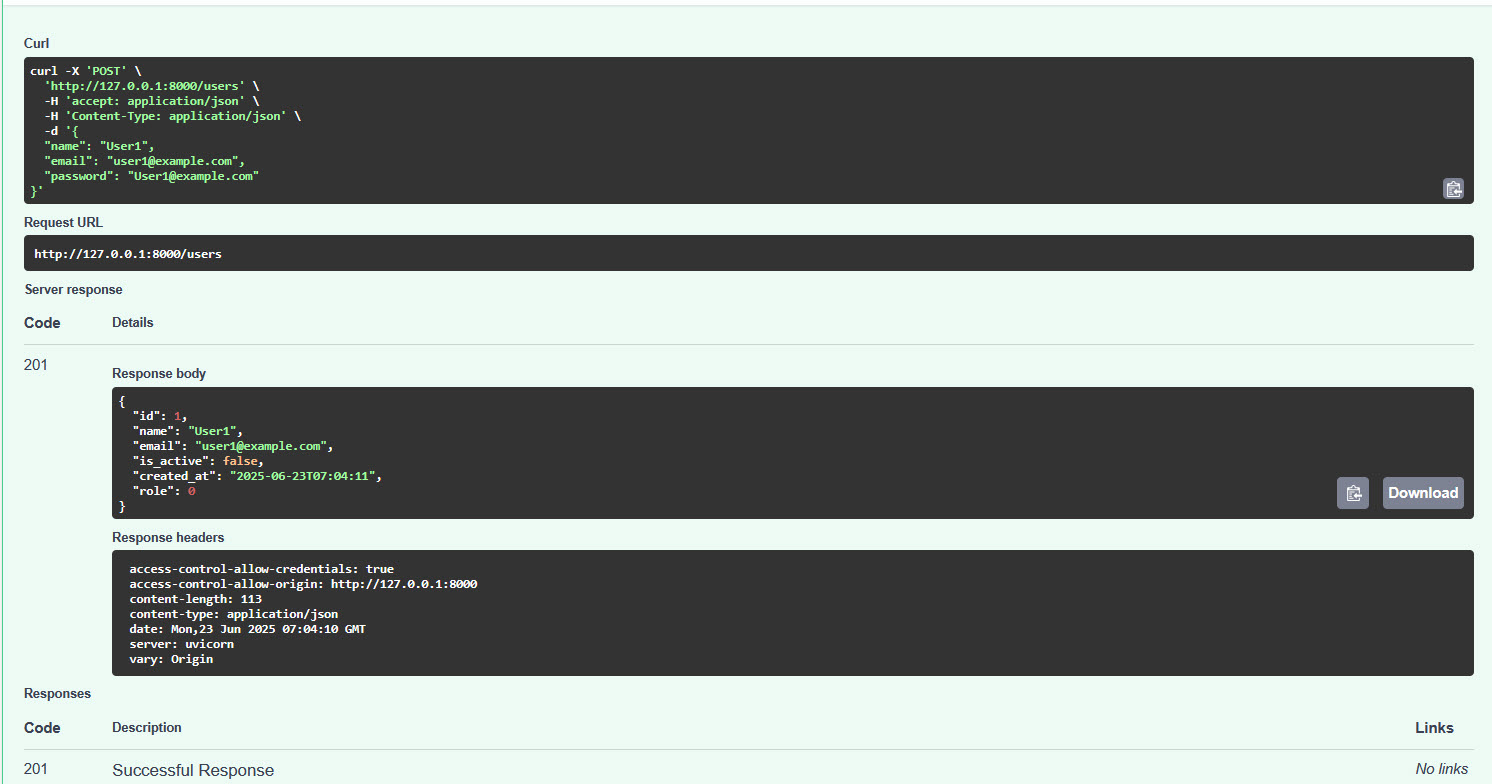 Curl
curl -X 'POST' \
  'http://127.0.0.1:8000/users' \
  -H 'accept: application/json' \
  -H 'Content-Type: application/json' \
  -d '{
  "name": "User1",
  "email": "user1@example.com",
  "password": "User1@example.com"
}'
Request URL
http://127.0.0.1:8000/users
Server response
Code Details
201
Response body
{
  "id": 1,
  "name": "User1",
  "email": "user1@example.com",
  "is_active": false,
  "created_at": "2025-06-23T07:04:11",
  "role": 0
}
Download
Response headers
access-control-allow-credentials: true
access-control-allow-origin: http://127.0.0.1:8000
content-length: 113
content-type: application/json
date: Mon,23 Jun 2025 07:04:10 GMT
server: uvicorn
vary: Origin
Responses
Code Description Links
201 Successful Response No links